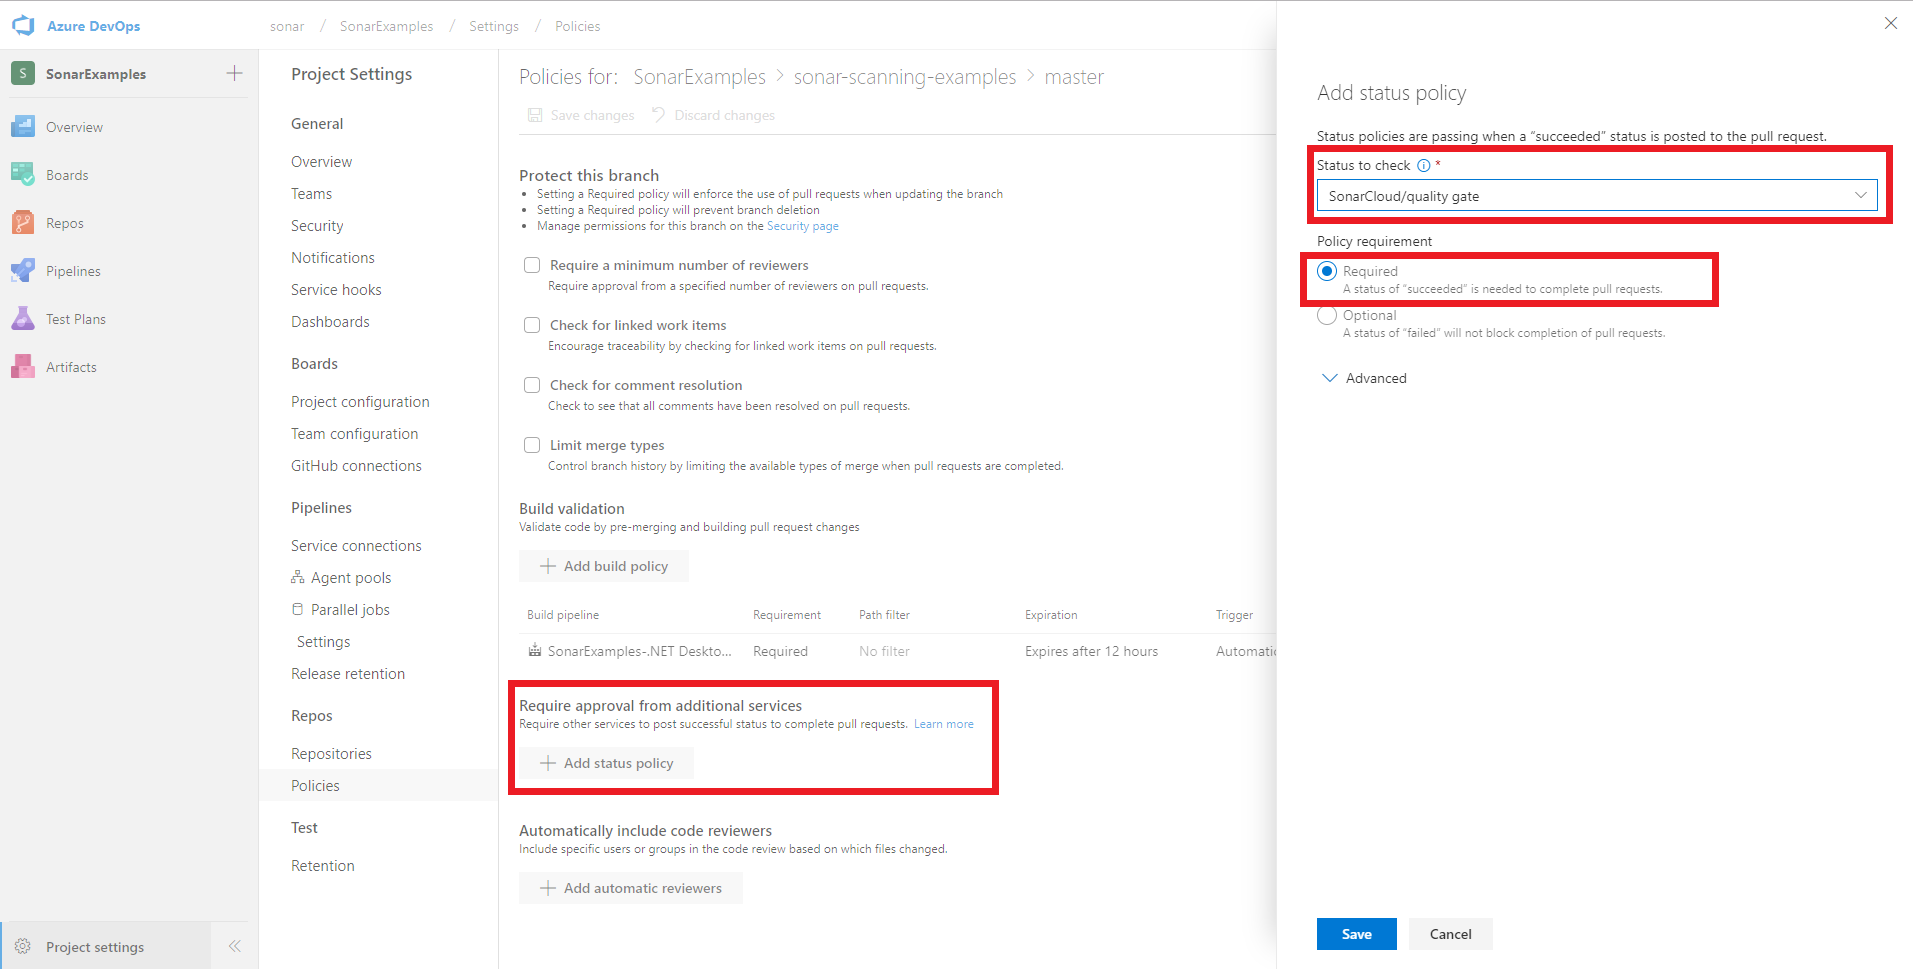 Azure DevOps
sonar / SonarExamples / Settings / Policies
S SonarExamples
Overview
Boards
Repos
Pipelines
Test Plans
Artifacts
Project settings
Project Settings
General
Overview
Teams
Security
Notifications
Service hooks
Dashboards
Boards
Project configuration
Team configuration
GitHub connections
Pipelines
Service connections
Agent pools
Parallel jobs
Settings
Release retention
Repos
Repositories
Policies
Test
Retention
Policies for: SonarExamples > sonar-scanning-examples > master
Save changes Discard changes
Protect this branch
• Setting a Required policy will enforce the use of pull requests when updating the branch
• Setting a Required policy will prevent branch deletion
• Manage permissions for this branch on the Security page
Require a minimum number of reviewers
Require approval from a specified number of reviewers on pull requests.
Check for linked work items
Encourage traceability by checking for linked work items on pull requests.
Check for comment resolution
Check to see that all comments have been resolved on pull requests.
Limit merge types
Control branch history by limiting the available types of merge when pull requests are completed.
Build validation
Validate code by pre-merging and building pull request changes
Add build policy
Build pipeline Requirement Path filter Expiration Trigger
SonarExamples-.NET Deskto... Required No filter Expires after 12 hours Automatic
Require approval from additional services
Require other services to post successful status to complete pull requests. Learn more
Add status policy
Automatically include code reviewers
Include specific users or groups in the code review based on which files changed.
Add automatic reviewers
Add status policy
Status policies are passing when a “succeeded” status is posted to the pull request.
Status to check *
SonarCloud/quality gate
Policy requirement
Required
A status of “succeeded” is needed to complete pull requests.
Optional
A status of “failed” will not block completion of pull requests.
Advanced
Save Cancel